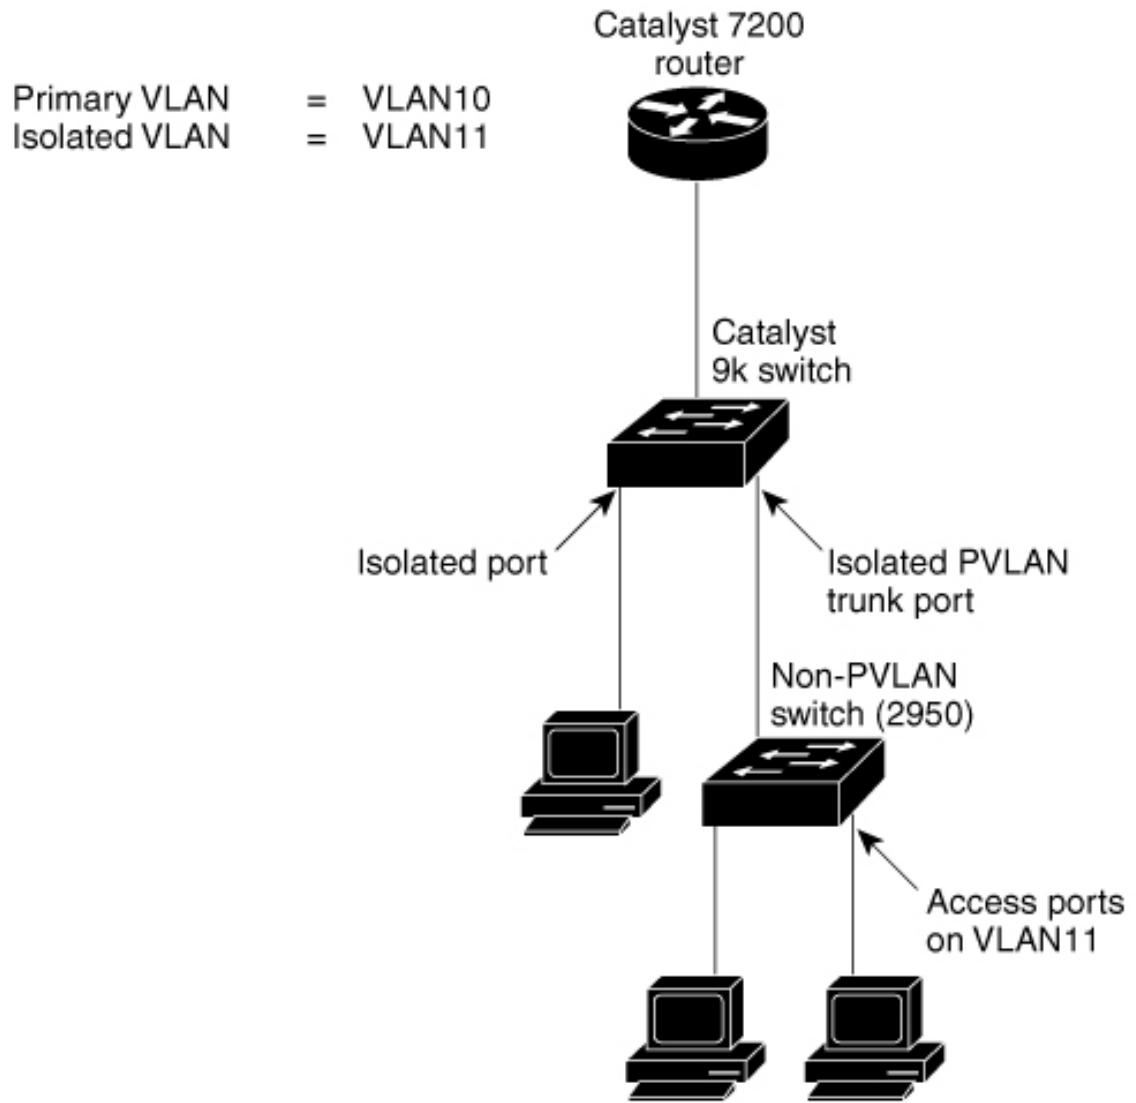 Catalyst 7200
router
Primary VLAN = VLAN10
Isolated VLAN = VLAN11
Catalyst
9k switch
Isolated port
Isolated PVLAN
trunk port
Non-PVLAN
switch (2950)
Access ports
on VLAN11